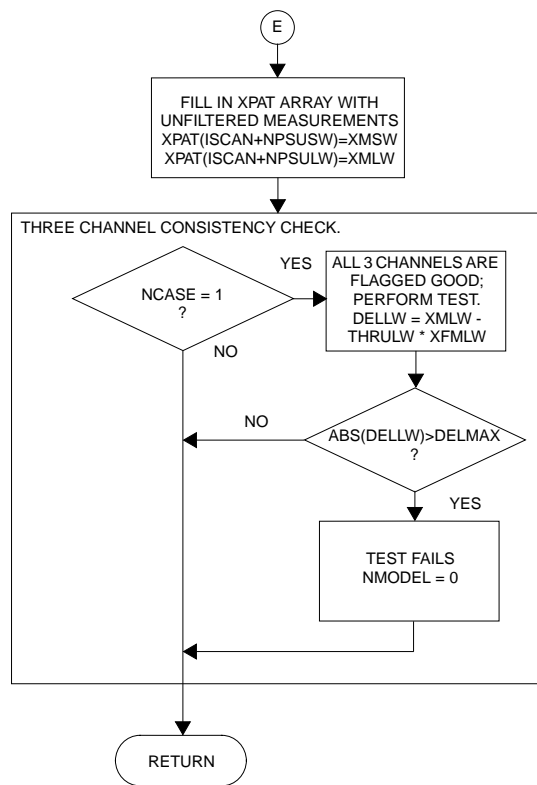 E
FILL IN XPAT ARRAY WITH
UNFILTERED MEASUREMENTS
XPAT(ISCAN+NPSUSW)=XMSW
XPAT(ISCAN+NPSULW)=XMLW
THREE CHANNEL CONSISTENCY CHECK.
NCASE = 1
?
YES
NO
ALL 3 CHANNELS ARE
FLAGGED GOOD;
PERFORM TEST.
DELLW = XMLW -
THRULW * XFMLW
ABS(DELLW)>DELMAX
?
NO
YES
TEST FAILS
NMODEL = 0
RETURN